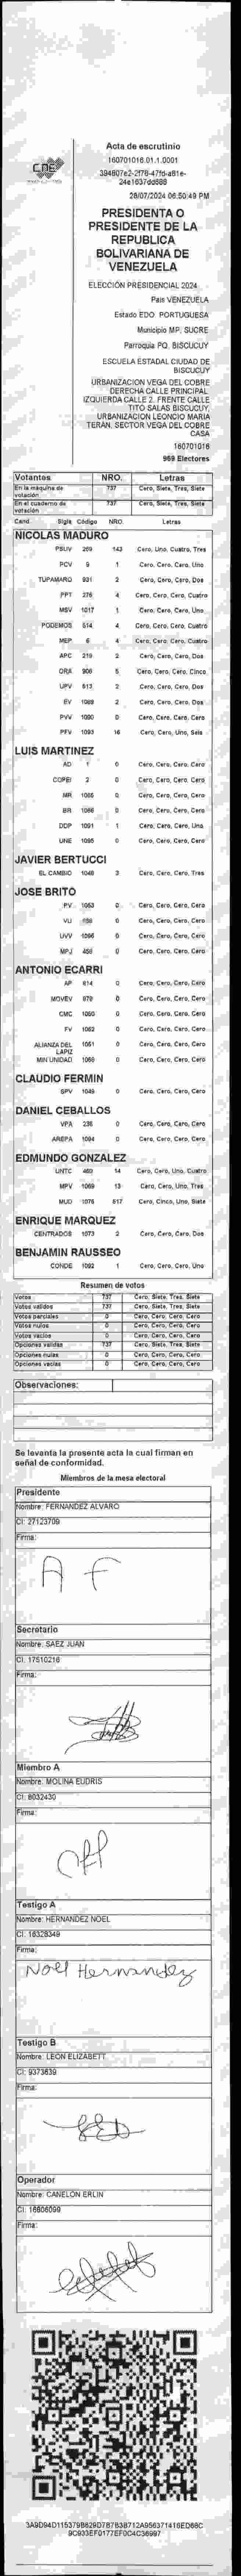 CNE
Acta de escrutinio
160701016.01.1.0001
394807e2-2f78-47fd-a81e-
24e1637dd688
28/07/2024 06:50:49 PM
PRESIDENTA O
PRESIDENTE DE LA
REPUBLICA
BOLIVARIANA DE
VENEZUELA
ELECCIÓN PRESIDENCIAL 2024
País VENEZUELA
Estado EDO. PORTUGUESA
Municipio MP. SUCRE
Parroquia PQ. BISCUCUY
ESCUELA ESTADAL CIUDAD DE
BISCUCUY
URBANIZACION VEGA DEL COBRE
DERECHA CALLE PRINCIPAL.
IZQUIERDA CALLE 2. FRENTE CALLE
TITO SALAS BISCUCUY,
URBANIZACION LEONCIO MARIA
TERAN, SECTOR VEGA DEL COBRE
CASA
160701016
969 Electores
Votantes NRO. Letras
En la máquina de votación 737 Cero, Siete, Tres, Siete
En el cuaderno de votación 737 Cero, Siete, Tres, Siete
Cand. Sigla Código NRO. Letras
NICOLAS MADURO
PSUV 269 143 Cero, Uno, Cuatro, Tres
PCV 9 1 Cero, Cero, Cero, Uno
TUPAMARO 931 2 Cero, Cero, Cero, Dos
PPT 276 4 Cero, Cero, Cero, Cuatro
MSV 1017 1 Cero, Cero, Cero, Uno
PODEMOS 514 4 Cero, Cero, Cero, Cuatro
MEP 6 4 Cero, Cero, Cero, Cuatro
APC 219 2 Cero, Cero, Cero, Dos
ORA 906 5 Cero, Cero, Cero, Cinco
UPV 613 2 Cero, Cero, Cero, Dos
EV 1088 2 Cero, Cero, Cero, Dos
PVV 1090 0 Cero, Cero, Cero, Cero
PFV 1093 16 Cero, Cero, Uno, Seis
LUIS MARTINEZ
AD 1 0 Cero, Cero, Cero, Cero
COPEI 2 0 Cero, Cero, Cero, Cero
MR 1055 0 Cero, Cero, Cero, Cero
BR 1066 0 Cero, Cero, Cero, Cero
DDP 1091 1 Cero, Cero, Cero, Uno
UNE 1095 0 Cero, Cero, Cero, Cero
JAVIER BERTUCCI
EL CAMBIO 1048 3 Cero, Cero, Cero, Tres
JOSE BRITO
PV 1053 0 Cero, Cero, Cero, Cero
VU 0 Cero, Cero, Cero, Cero
UVV 1096 0 Cero, Cero, Cero, Cero
MPJ 458 0 Cero, Cero, Cero, Cero
ANTONIO ECARRI
AP 814 0 Cero, Cero, Cero, Cero
MOVEV 970 0 Cero, Cero, Cero, Cero
CMC 1050 0 Cero, Cero, Cero, Cero
FV 1052 0 Cero, Cero, Cero, Cero
ALIANZA DEL LAPIZ 1051 0 Cero, Cero, Cero, Cero
MIN UNIDAD 1069 0 Cero, Cero, Cero, Cero
CLAUDIO FERMIN
SPV 1049 0 Cero, Cero, Cero, Cero
DANIEL CEBALLOS
VPA 236 0 Cero, Cero, Cero, Cero
AREPA 1094 0 Cero, Cero, Cero, Cero
EDMUNDO GONZALEZ
UNTC 460 14 Cero, Cero, Uno, Cuatro
MPV 1069 13 Cero, Cero, Uno, Tres
MUD 1076 517 Cero, Cinco, Uno, Siete
ENRIQUE MARQUEZ
CENTRADOS 1073 2 Cero, Cero, Cero, Dos
BENJAMIN RAUSSEO
CONDE 1092 1 Cero, Cero, Cero, Uno
Resumen de votos
Votos 737 Cero, Siete, Tres, Siete
Votos válidos 737 Cero, Siete, Tres, Siete
Votos parciales 0 Cero, Cero, Cero, Cero
Votos nulos 0 Cero, Cero, Cero, Cero
Votos vacíos 0 Cero, Cero, Cero, Cero
Opciones válidas 737 Cero, Siete, Tres, Siete
Opciones nulas 0 Cero, Cero, Cero, Cero
Opciones vacías 0 Cero, Cero, Cero, Cero
Observaciones:
Se levanta la presente acta la cual firman en
señal de conformidad.
Miembros de la mesa electoral
Presidente
Nombre: FERNANDEZ ALVARO
CI: 27123709
Firma:
A F
Secretario
Nombre: SAEZ JUAN
CI: 17510216
Firma:
Miembro A
Nombre: MOLINA EUDRIS
CI: 8032430
Firma:
Testigo A
Nombre: HERNANDEZ NOEL
CI: 16328349
Firma:
Noel Hernandez
Testigo B
Nombre: LEON ELIZABETT
CI: 9373639
Firma:
Operador
Nombre: CANELON ERLIN
CI: 16606099
Firma:
3A9D94D115379B829D787838712A956371416ED66C
9C933EF0177EF0C4C38997